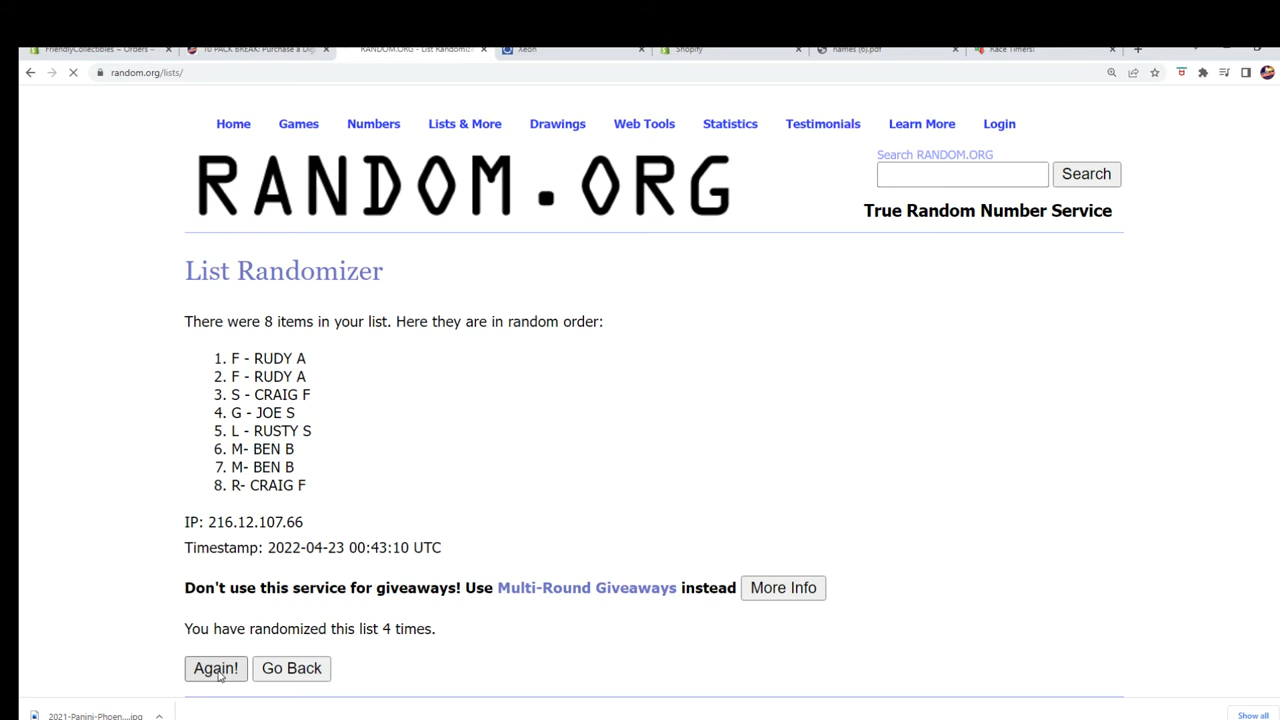 FriendlyCollectibles ~ Orders ~ 10 PACK BREAK: Purchase a Di RANDOM.ORG - List Randomize Xeon Shopify names (6).pdf Race Timers!
random.org/lists/
Home Games Numbers Lists & More Drawings Web Tools Statistics Testimonials Learn More Login
RANDOM.ORG
Search RANDOM.ORG
Search
True Random Number Service
List Randomizer
There were 8 items in your list. Here they are in random order:
1. F - RUDY A
2. F - RUDY A
3. S - CRAIG F
4. G - JOE S
5. L - RUSTY S
6. M- BEN B
7. M- BEN B
8. R- CRAIG F
IP: 216.12.107.66
Timestamp: 2022-04-23 00:43:10 UTC
Don't use this service for giveaways! Use Multi-Round Giveaways instead More Info
You have randomized this list 4 times.
Again! Go Back
2021-Panini-Phoen....jpg Show all